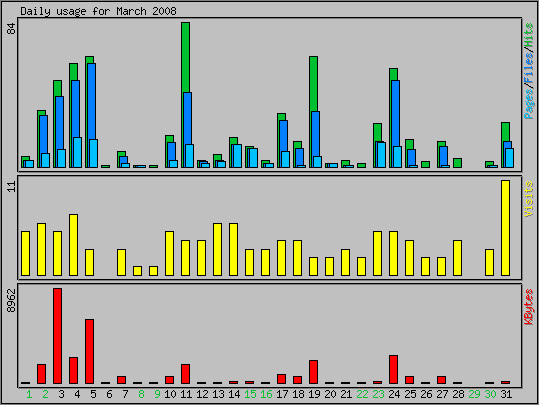 Daily usage for March 2008
84
Pages/Files/Hits
11
Visits
8962
KBytes
1 2 3 4 5 6 7 8 9 10 11 12 13 14 15 16 17 18 19 20 21 22 23 24 25 26 27 28 29 30 31